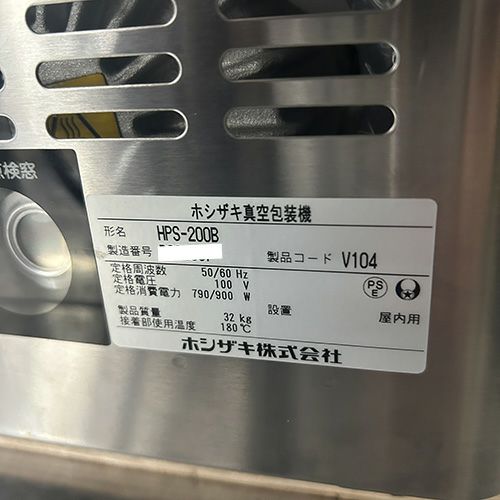 点検窓
ホシザキ真空包装機
形名 HPS-200B
製造番号
製品コード V104
定格周波数 50/60 Hz
定格電圧 100 V
定格消費電力 790/900 W
PS
E
製品質量 32 kg
設置 屋内用
接着部使用温度 180℃
ホシザキ株式会社